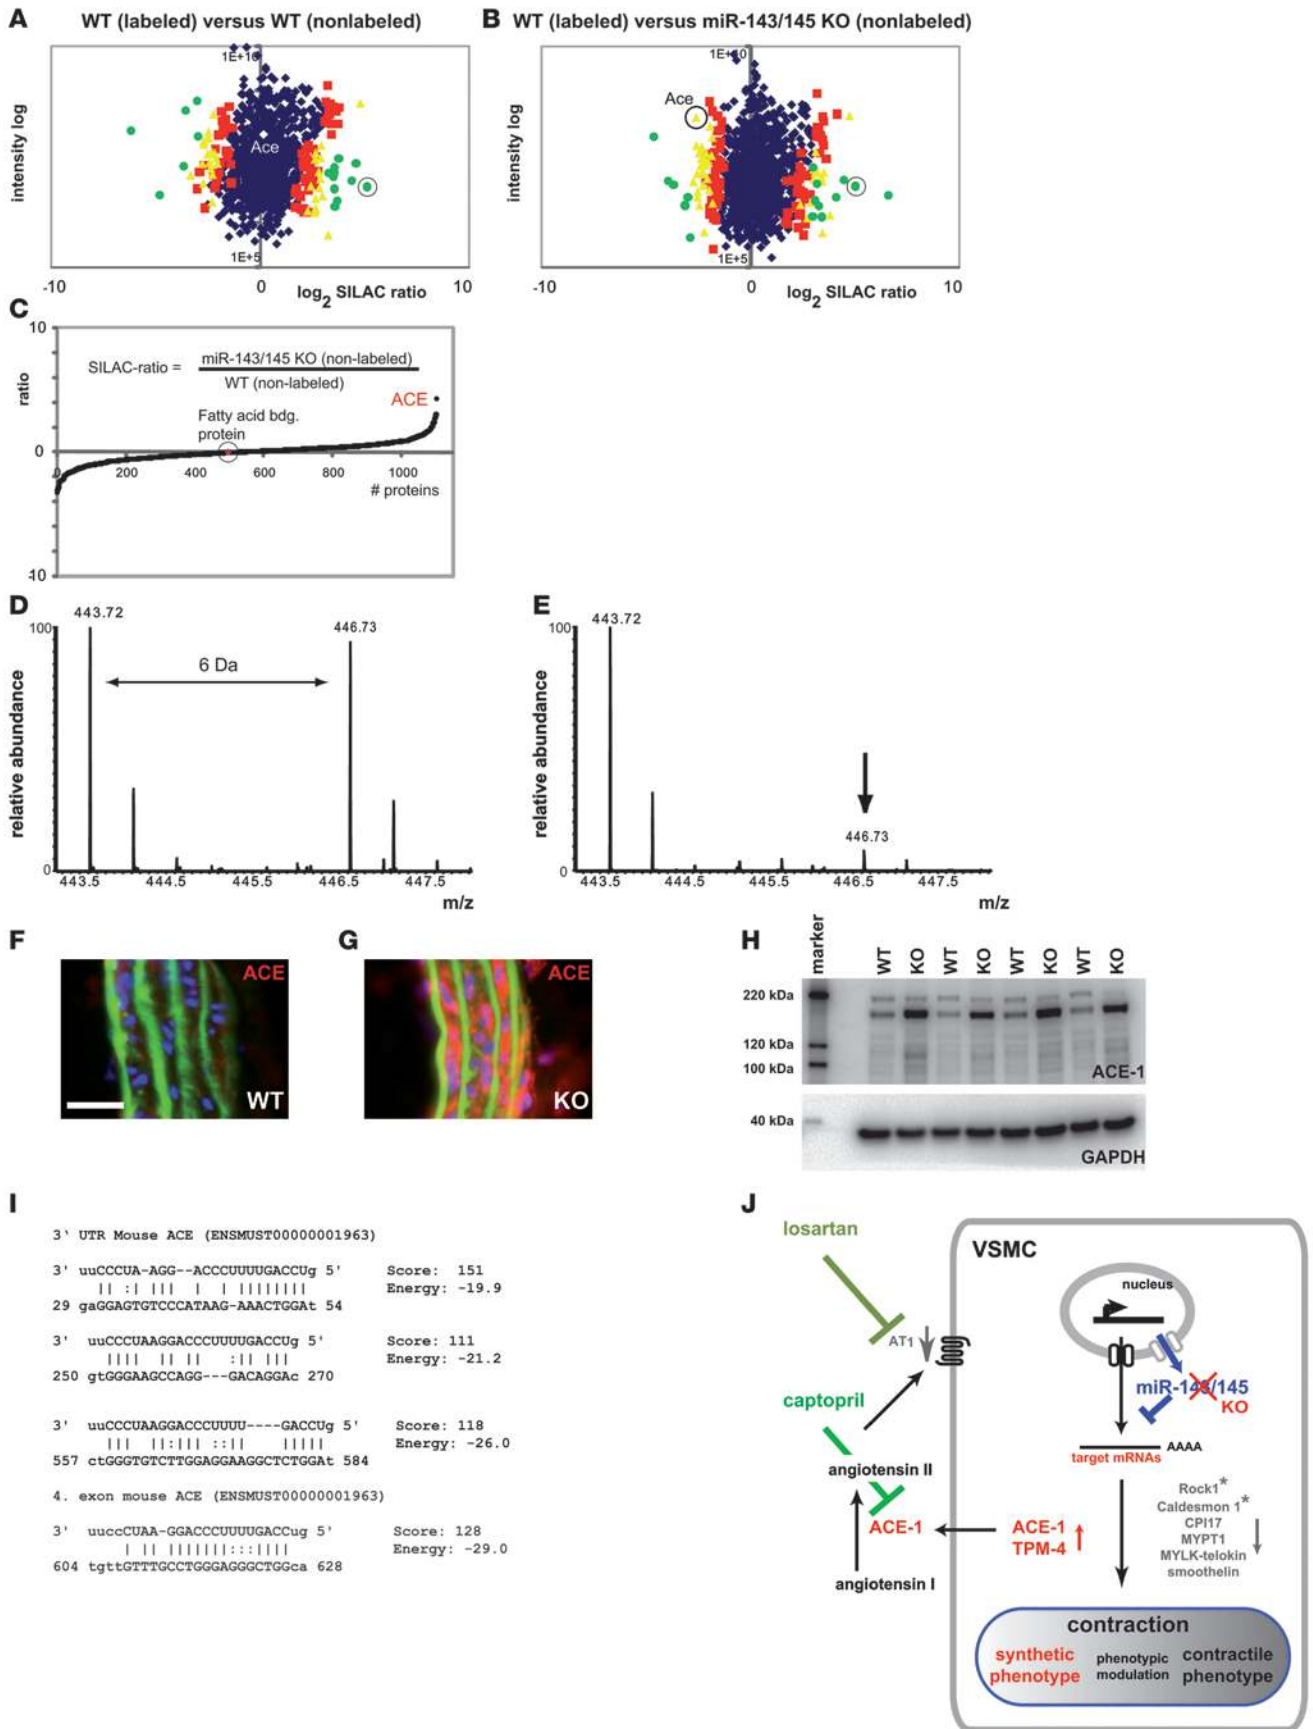 A WT (labeled) versus WT (nonlabeled)
intensity log
1E+10
Ace
1E+5
-10 0 10
log2 SILAC ratio
B WT (labeled) versus miR-143/145 KO (nonlabeled)
intensity log
1E+10
Ace
1E+5
-10 0 10
log2 SILAC ratio
C
ratio
10
SILAC-ratio = miR-143/145 KO (non-labeled)
WT (non-labeled)
ACE
Fatty acid bdg.
protein
0
0 200 400 600 800 1000
# proteins
-10
D
443.72
446.73
100
6 Da
relative abundance
0
443.5 444.5 445.5 446.5 447.5
m/z
E
443.72
100
relative abundance
446.73
0
443.5 444.5 445.5 446.5 447.5
m/z
F
ACE
WT
G
ACE
KO
H
marker WT KO WT KO WT KO WT KO
220 kDa
120 kDa
100 kDa
ACE-1
40 kDa
GAPDH
I
3' UTR Mouse ACE (ENSMUST00000001963)
3' uuCCCUA-AGG--ACCCUUUUGACCUg 5' Score: 151
|| :| ||| | | |||||||| Energy: -19.9
29 gaGGAGTGTCCCATAAG-AAACTGGAt 54
3' uuCCCUAAGGACCCUUUUGACCUg 5' Score: 111
|||| || || :|| ||| Energy: -21.2
250 gtGGGAAGCCAGG---GACAGGAc 270
3' uuCCCUAAGGACCCUUUU----GACCUg 5' Score: 118
||| ||:||| ::|| ||||| Energy: -26.0
557 ctGGGTGTCTTGGAGGAAGGCTCTGGAt 584
4. exon mouse ACE (ENSMUST00000001963)
3' uuccCUAA-GGACCCUUUUGACCug 5' Score: 128
| || |||||||:::|||| Energy: -29.0
604 tgttGTTTGCCTGGGAGGGCTGGca 628
J
losartan
VSMC
nucleus
AT1
miR-143/145
KO
captopril
AAAA
target mRNAs
angiotensin II
Rock1*
Caldesmon 1*
CPI17
MYPT1
MYLK-telokin
smoothelin
ACE-1
ACE-1
TPM-4
angiotensin I
contraction
synthetic
phenotype
phenotypic
modulation
contractile
phenotype